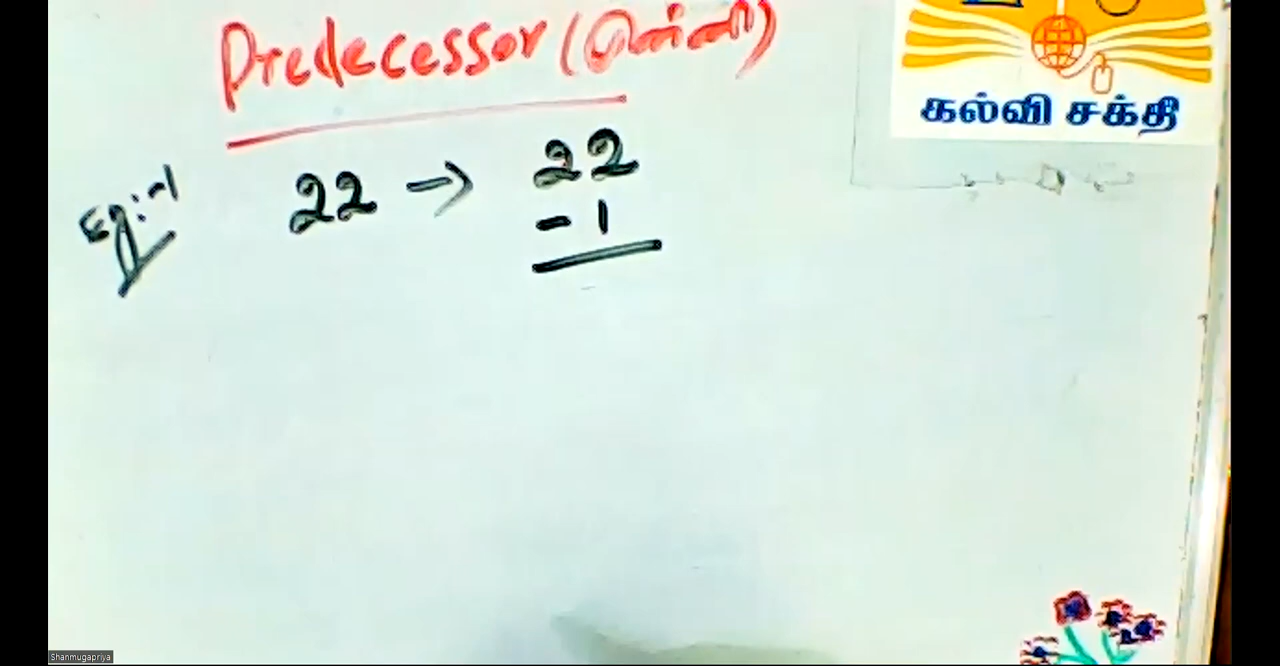 Predecessor (முன்னி)
கல்வி சக்தி
Eg:-1 22 → 22
- 1
Shanmugapriya